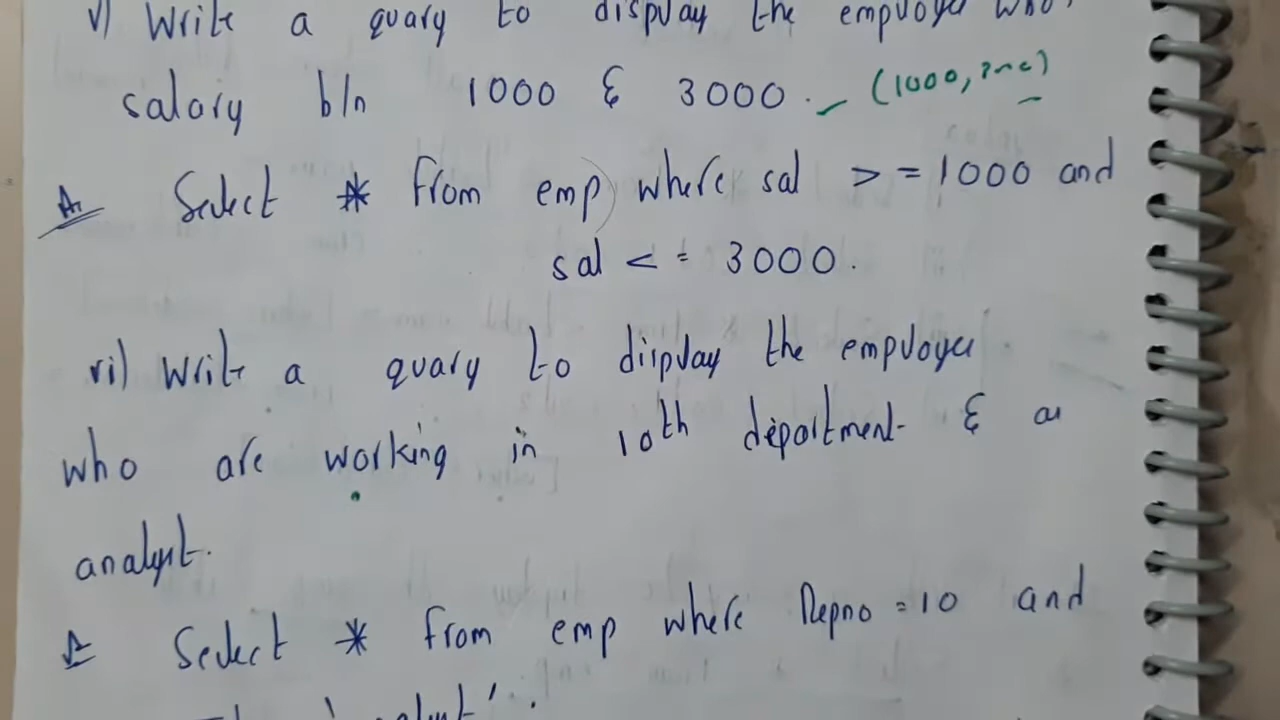 v) Write a quary to display the employee who
salary b/n 1000 & 3000. (1000,
A. Select * from emp where sal >= 1000 and
sal <= 3000.
vi) Write a quary to display the employee
who are working in 10th department & as
analyst.
A. Select * from emp where Depno = 10 and